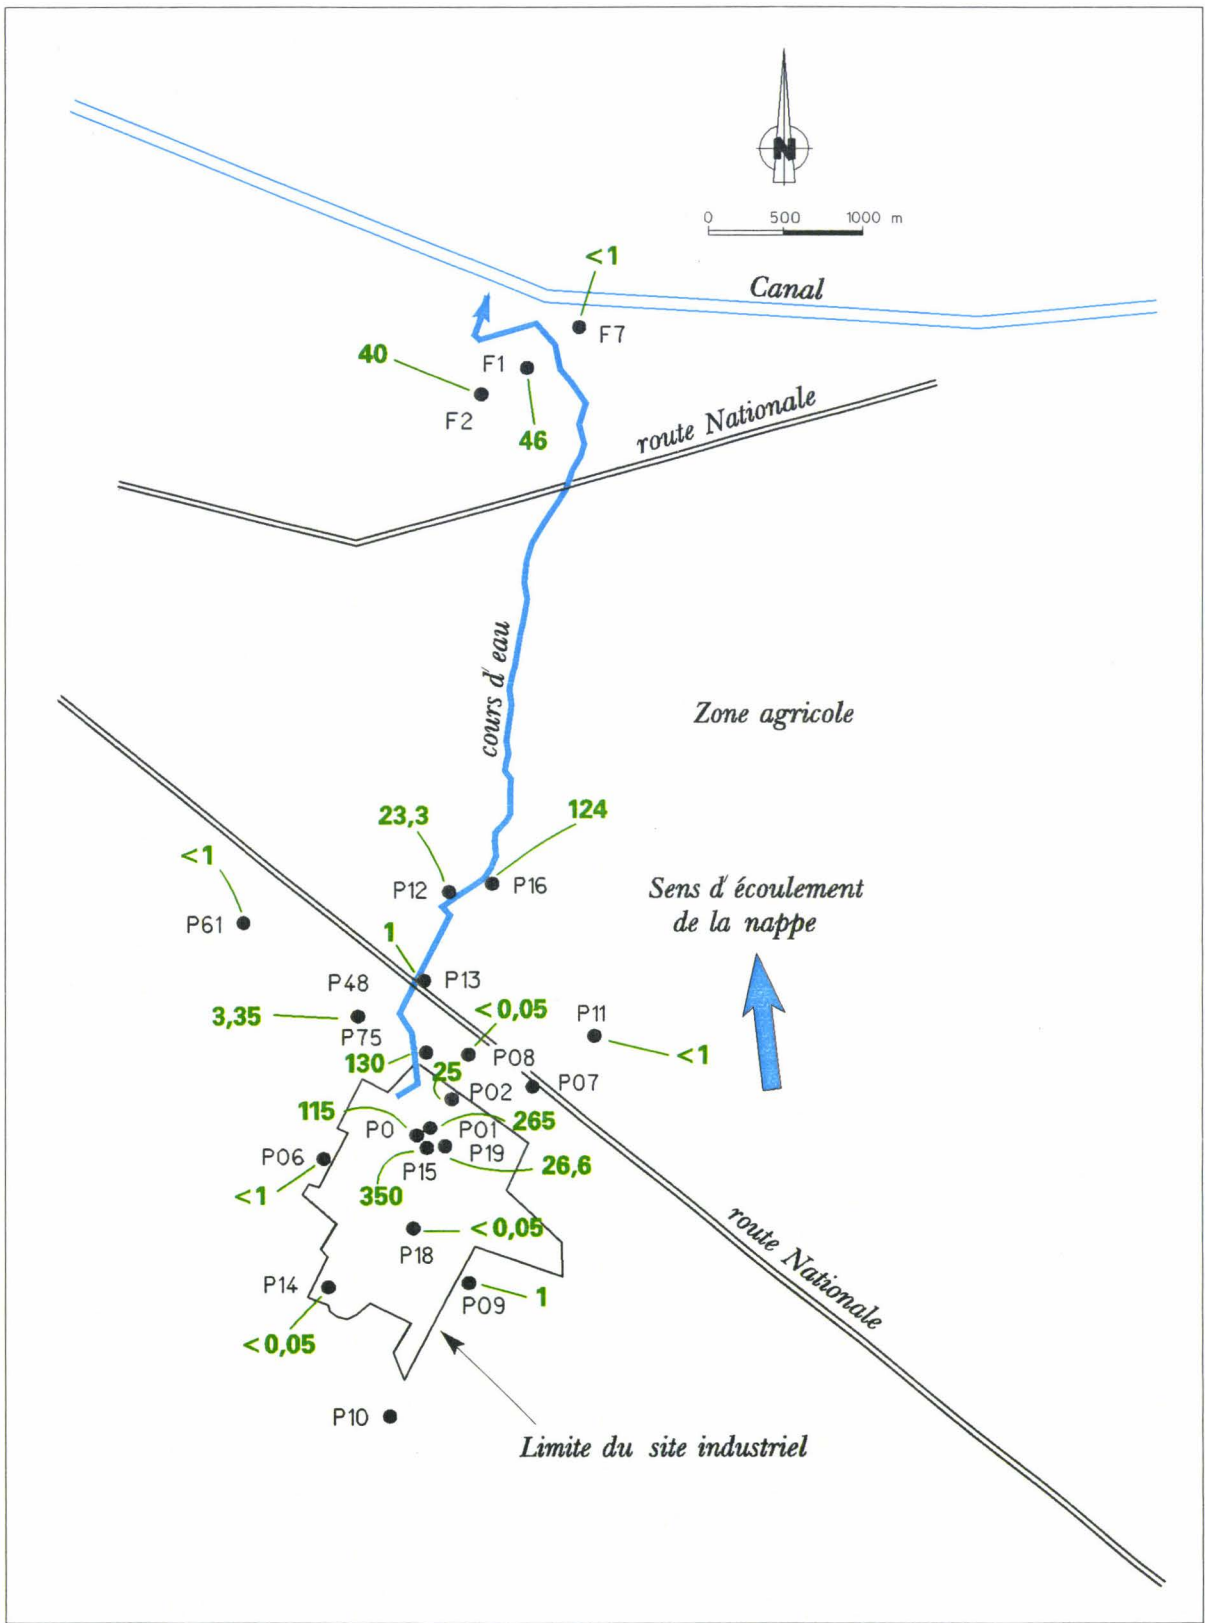 N
0 500 1000 m
<1
Canal
F7
40
F1
F2
46
route Nationale
cours d'eau
Zone agricole
23,3
124
<1
P12
P16
Sens d'écoulement
de la nappe
P61
1
P13
P48
<0,05
P11
3,35
P75
130
P08
<1
25
P02
P07
115
P0
P01
265
P06
P15
P19
26,6
<1
350
<0,05
P18
route Nationale
P14
P09
1
<0,05
P10
Limite du site industriel